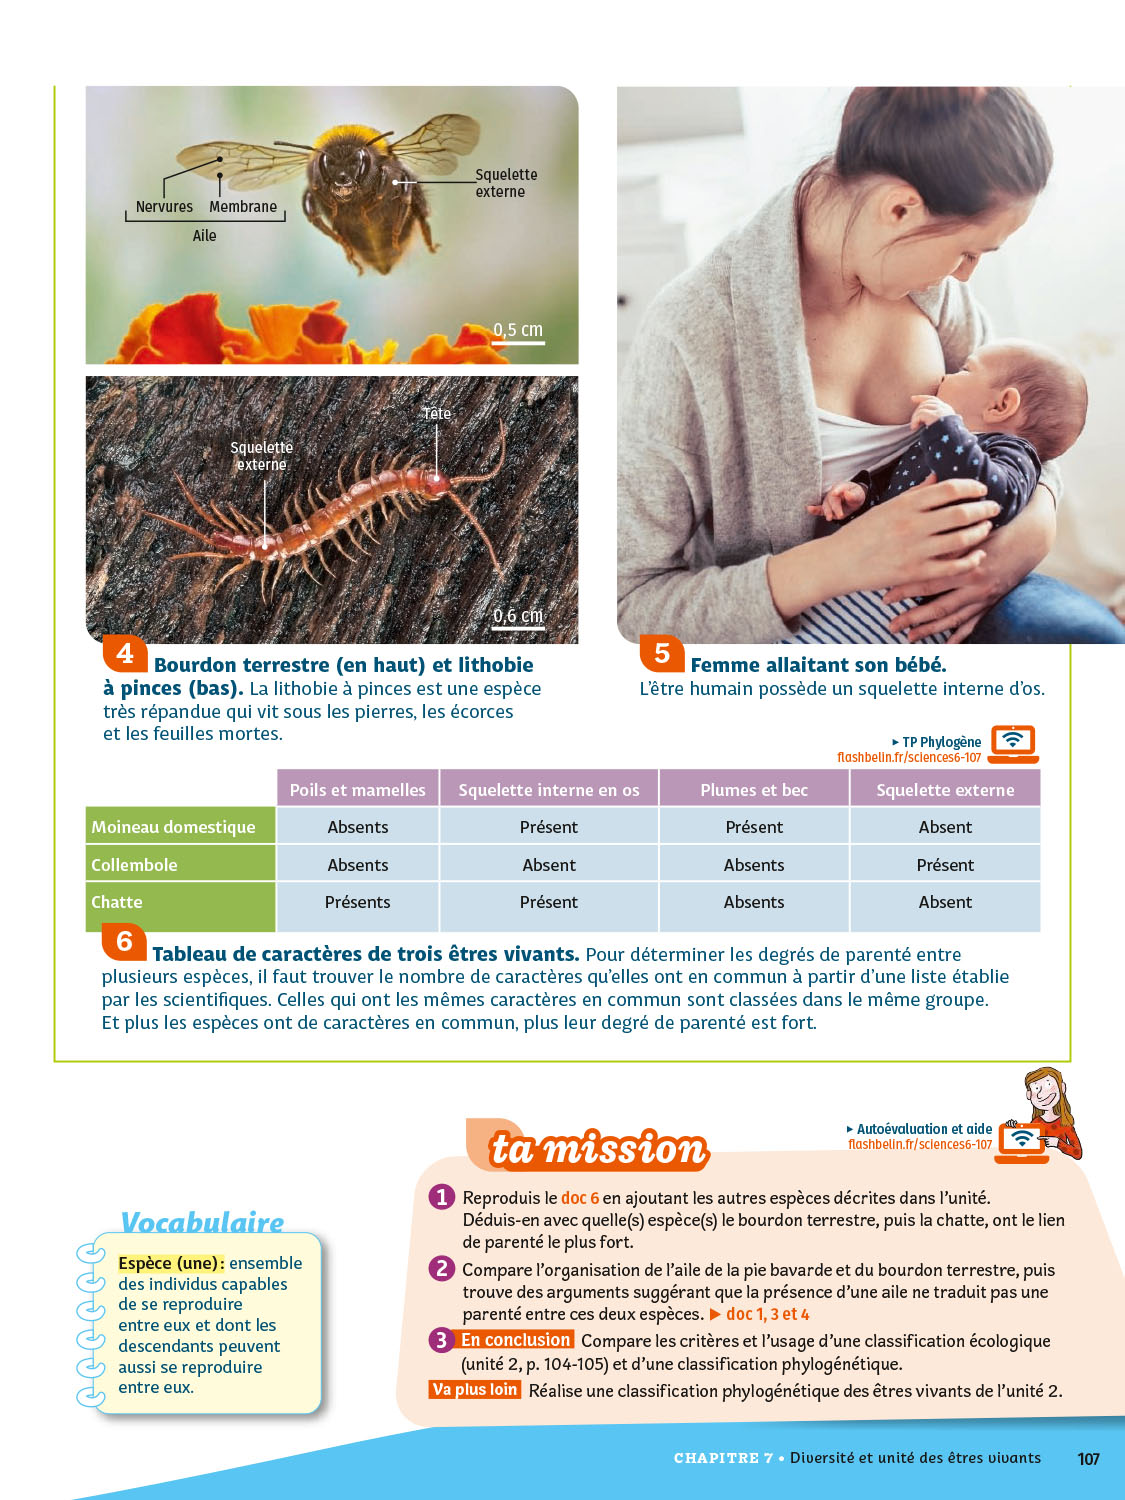 Nervures Membrane
Aile
Squelette
externe
0,5 cm
Tête
Squelette
externe
0,6 cm
4 Bourdon terrestre (en haut) et lithobie
à pinces (bas). La lithobie à pinces est une espèce
très répandue qui vit sous les pierres, les écorces
et les feuilles mortes.
5 Femme allaitant son bébé.
L'être humain possède un squelette interne d'os.
▸ TP Phylogène
flashbelin.fr/sciences6-107
Poils et mamelles Squelette interne en os Plumes et bec Squelette externe
Moineau domestique Absents Présent Présent Absent
Collembole Absents Absent Absents Présent
Chatte Présents Présent Absents Absent
6 Tableau de caractères de trois êtres vivants. Pour déterminer les degrés de parenté entre
plusieurs espèces, il faut trouver le nombre de caractères qu'elles ont en commun à partir d'une liste établie
par les scientifiques. Celles qui ont les mêmes caractères en commun sont classées dans le même groupe.
Et plus les espèces ont de caractères en commun, plus leur degré de parenté est fort.
Vocabulaire
Espèce (une) : ensemble
des individus capables
de se reproduire
entre eux et dont les
descendants peuvent
aussi se reproduire
entre eux.
ta mission
▸ Autoévaluation et aide
flashbelin.fr/sciences6-107
1 Reproduis le doc 6 en ajoutant les autres espèces décrites dans l'unité.
Déduis-en avec quelle(s) espèce(s) le bourdon terrestre, puis la chatte, ont le lien
de parenté le plus fort.
2 Compare l'organisation de l'aile de la pie bavarde et du bourdon terrestre, puis
trouve des arguments suggérant que la présence d'une aile ne traduit pas une
parenté entre ces deux espèces. ▶ doc 1, 3 et 4
3 En conclusion Compare les critères et l'usage d'une classification écologique
(unité 2, p. 104-105) et d'une classification phylogénétique.
Va plus loin Réalise une classification phylogénétique des êtres vivants de l'unité 2.
CHAPITRE 7 • Diversité et unité des êtres vivants 107